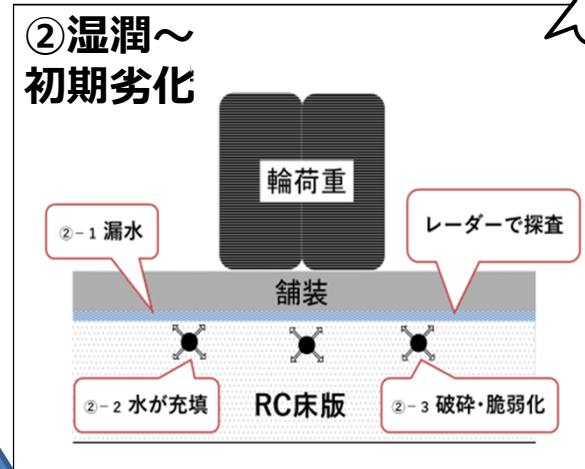 ②湿潤～
初期劣化
輪荷重
②−1 漏水
レーダーで探査
舗装
②−2 水が充填
RC床版
②−3 破砕・脆弱化